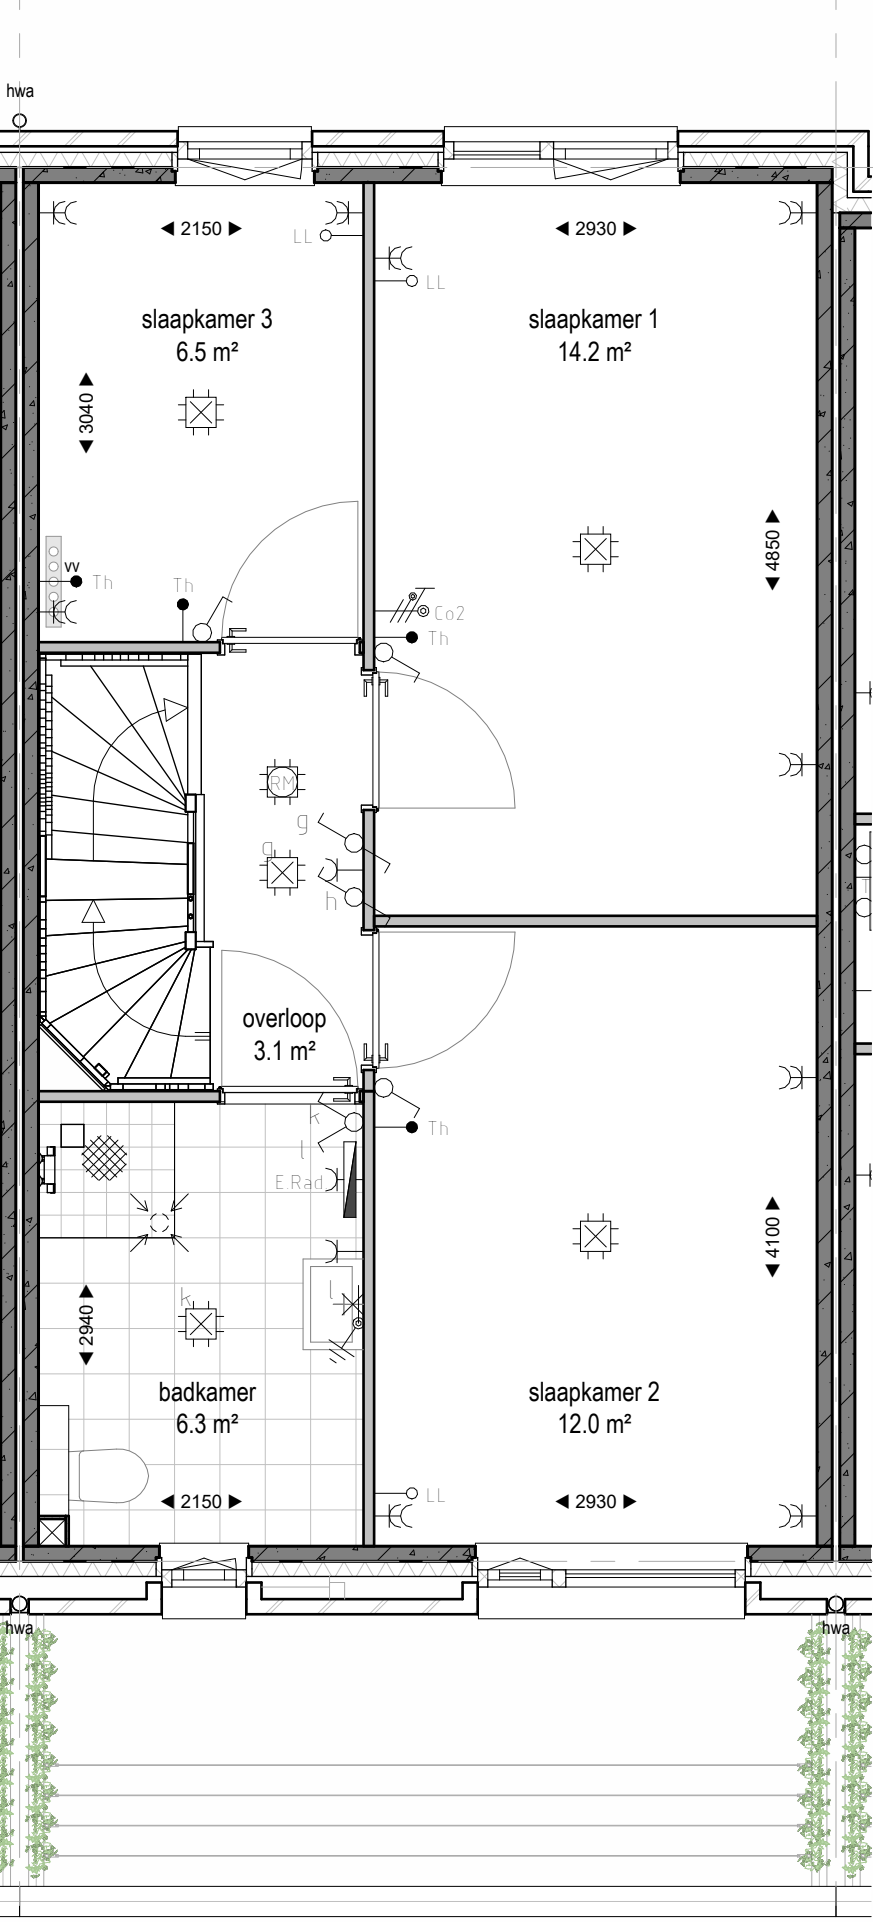 hwa
2150
2930
LL
LL
slaapkamer 3
6.5 m²
slaapkamer 1
14.2 m²
3040
4850
vv
Th
Th
Co2
Th
RM
g
g
h
overloop
3.1 m²
k
l
Th
E.Rad
4100
k
l
2940
badkamer
6.3 m²
slaapkamer 2
12.0 m²
LL
2150
2930
hwa
hwa